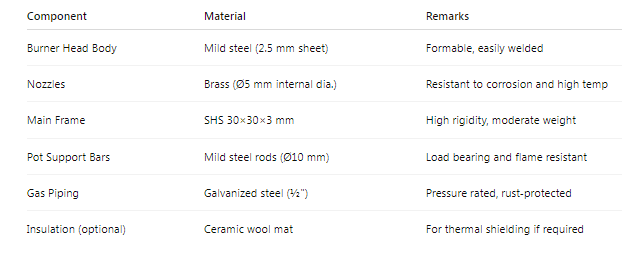 Component Material Remarks
Burner Head Body Mild steel (2.5 mm sheet) Formable, easily welded
Nozzles Brass (Ø5 mm internal dia.) Resistant to corrosion and high temp
Main Frame SHS 30×30×3 mm High rigidity, moderate weight
Pot Support Bars Mild steel rods (Ø10 mm) Load bearing and flame resistant
Gas Piping Galvanized steel (½") Pressure rated, rust-protected
Insulation (optional) Ceramic wool mat For thermal shielding if required